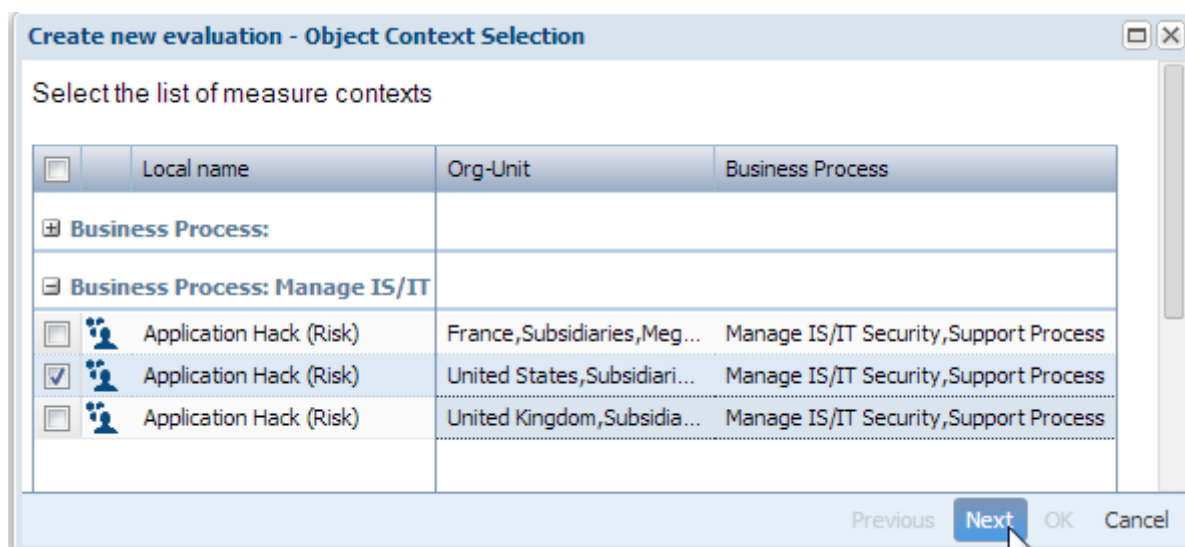 Create new evaluation - Object Context Selection
Select the list of measure contexts
Local name Org-Unit Business Process
Business Process:
Business Process: Manage IS/IT
Application Hack (Risk) France,Subsidiaries,Meg... Manage IS/IT Security,Support Process
Application Hack (Risk) United States,Subsidiari... Manage IS/IT Security,Support Process
Application Hack (Risk) United Kingdom,Subsidia... Manage IS/IT Security,Support Process
Previous Next OK Cancel